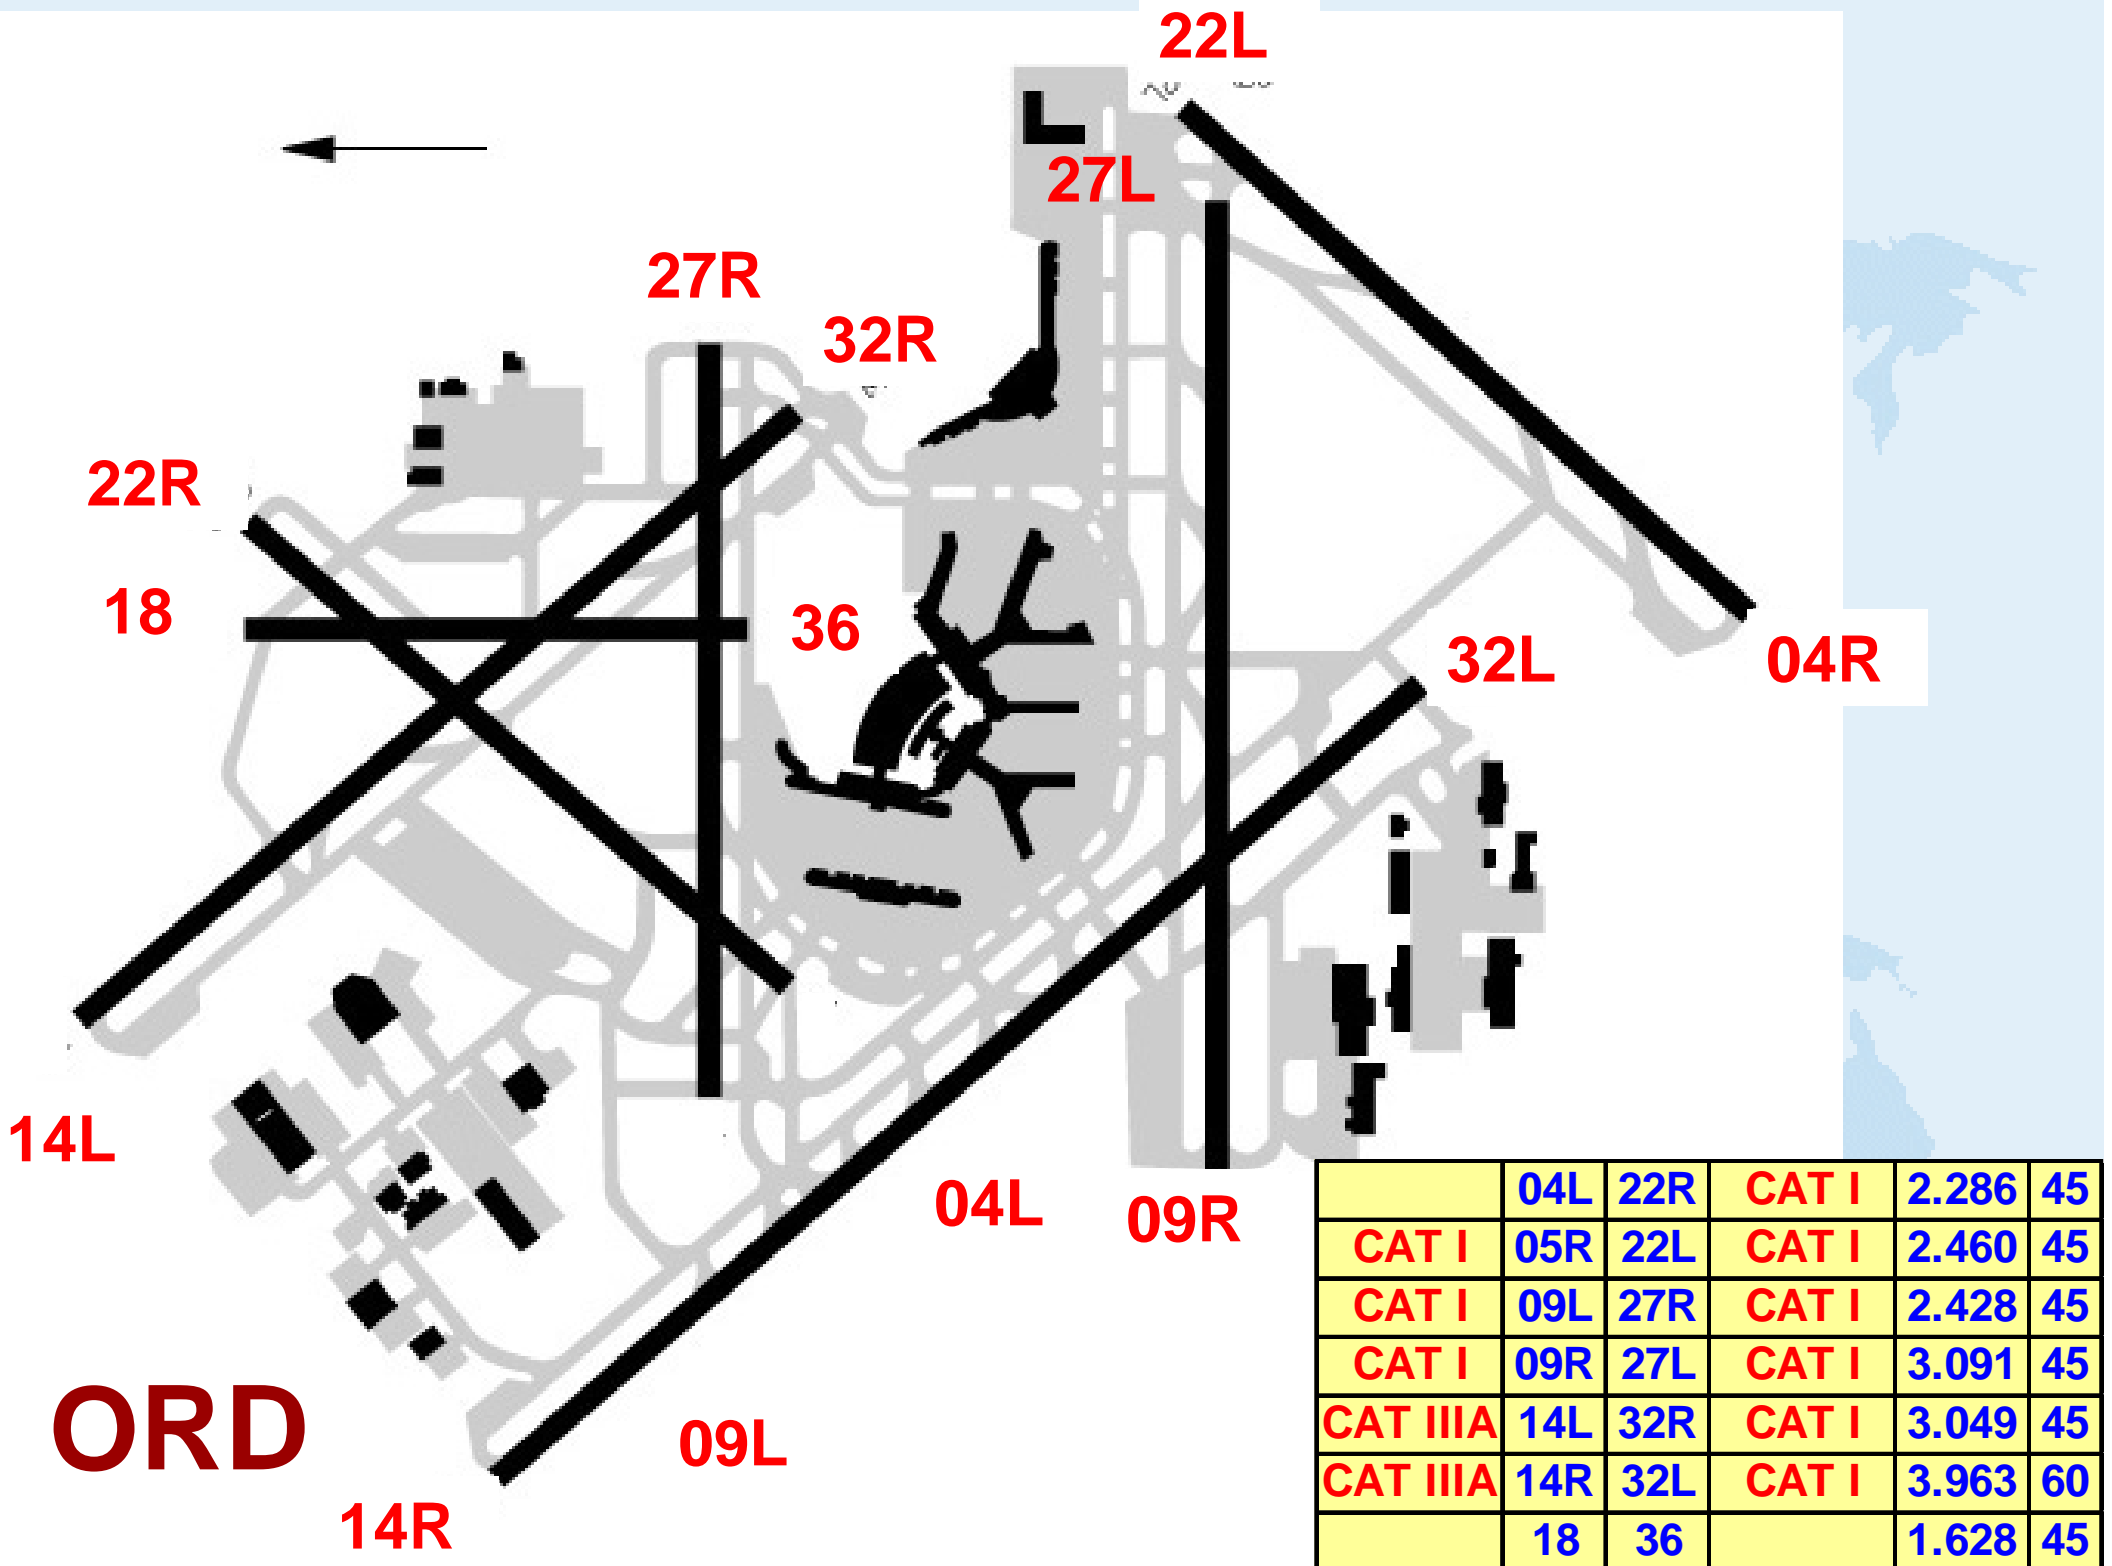 22L
27L
27R
32R
22R
18
36
32L
04R
14L
04L
09R
09L
14R
ORD
04L 22R CAT I 2.286 45
CAT I 05R 22L CAT I 2.460 45
CAT I 09L 27R CAT I 2.428 45
CAT I 09R 27L CAT I 3.091 45
CAT IIIA 14L 32R CAT I 3.049 45
CAT IIIA 14R 32L CAT I 3.963 60
18 36 1.628 45